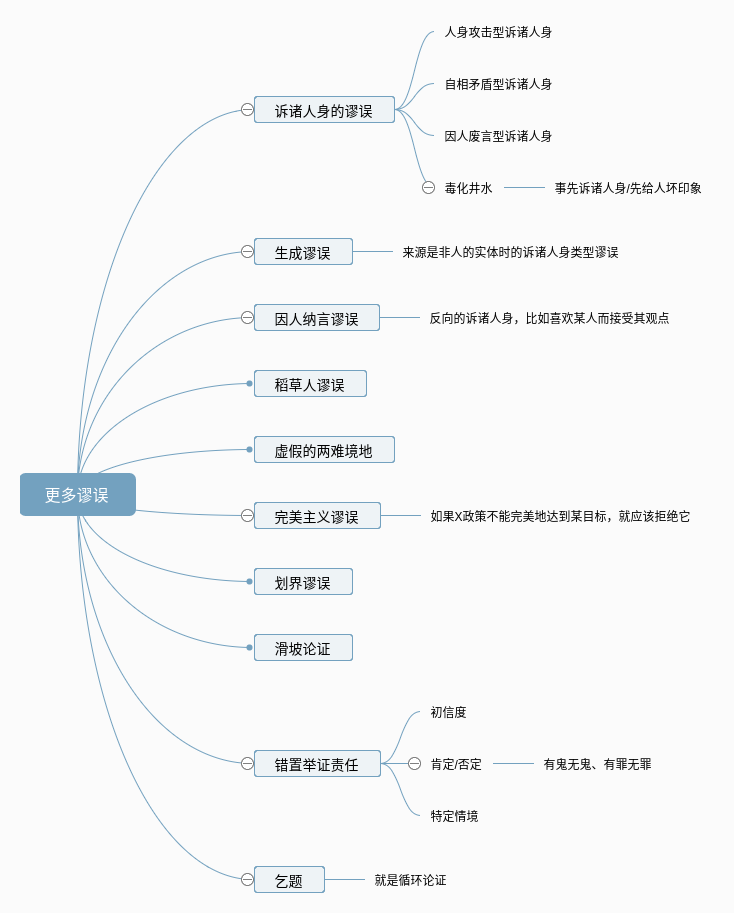 更多谬误
诉诸人身的谬误
人身攻击型诉诸人身
自相矛盾型诉诸人身
因人废言型诉诸人身
毒化井水
事先诉诸人身/先给人坏印象
生成谬误
来源是非人的实体时的诉诸人身类型谬误
因人纳言谬误
反向的诉诸人身，比如喜欢某人而接受其观点
稻草人谬误
虚假的两难境地
完美主义谬误
如果X政策不能完美地达到某目标，就应该拒绝它
划界谬误
滑坡论证
错置举证责任
初信度
肯定/否定
有鬼无鬼、有罪无罪
特定情境
乞题
就是循环论证